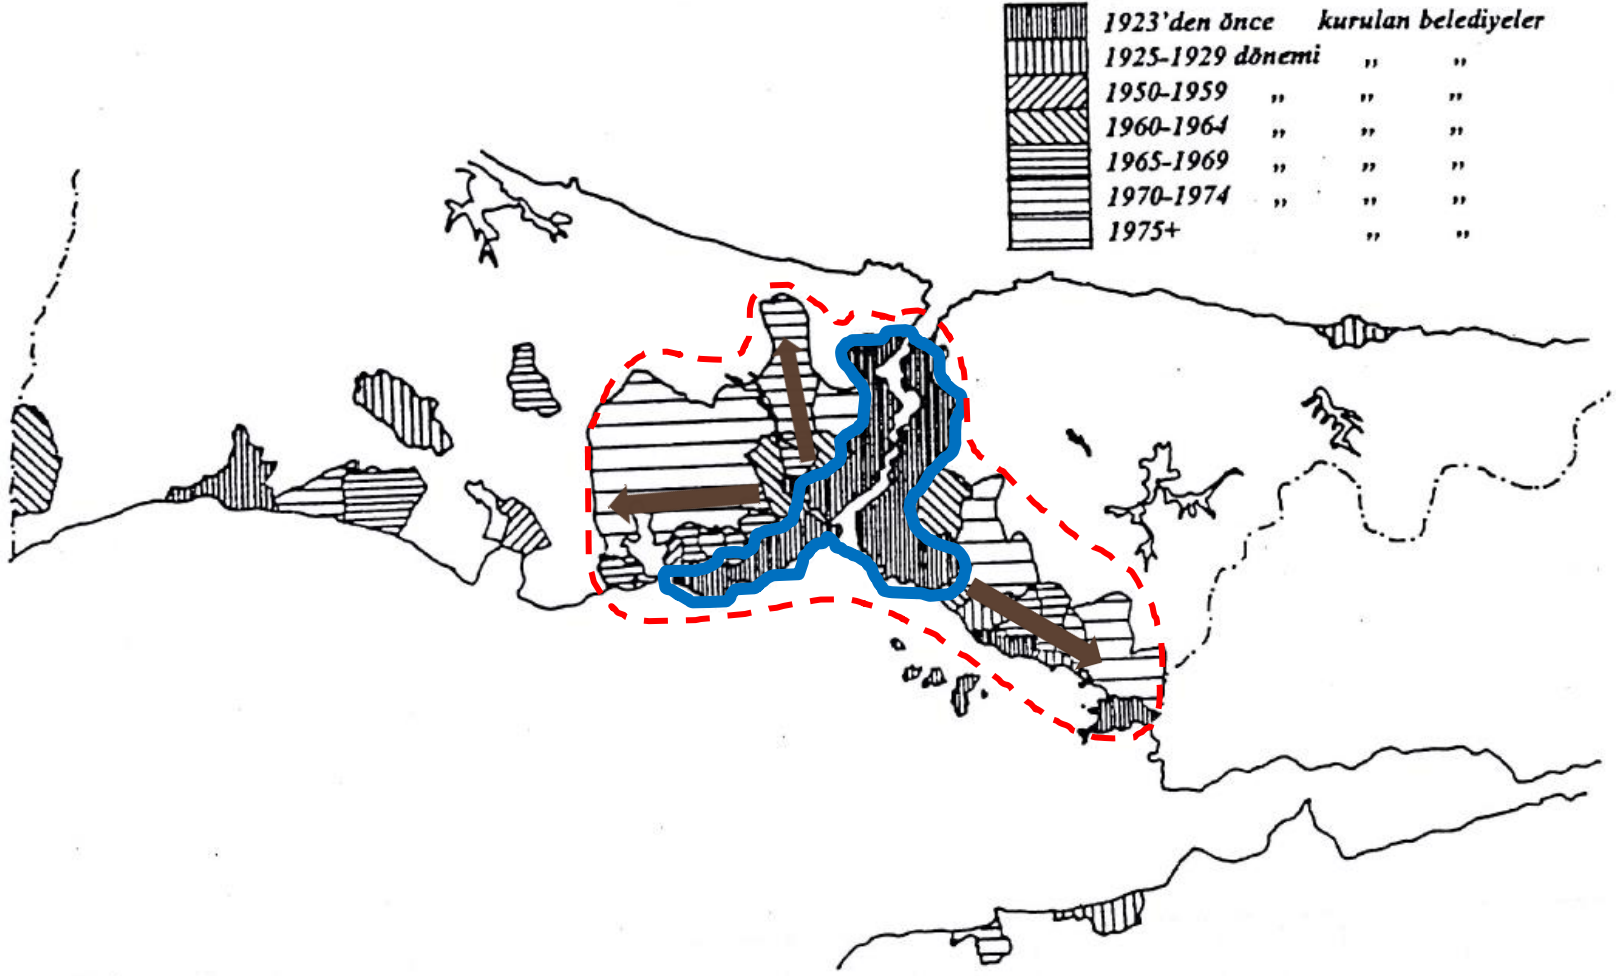 1923'den önce kurulan belediyeler
1925-1929 dönemi ,, ,,
1950-1959 ,, ,, ,,
1960-1964 ,, ,, ,,
1965-1969 ,, ,, ,,
1970-1974 ,, ,, ,,
1975+ ,, ,,